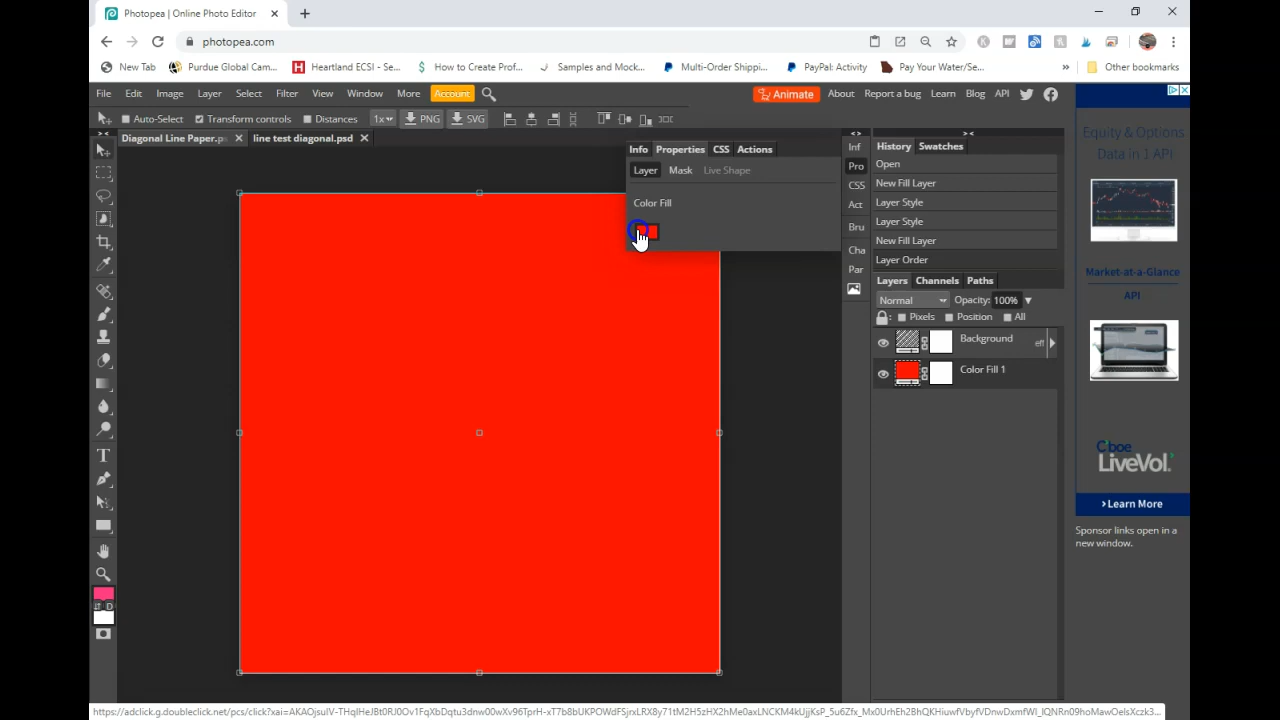 Photopea | Online Photo Editor
photopea.com
New Tab Purdue Global Cam... Heartland ECSI - Se... How to Create Prof... Samples and Mock... Multi-Order Shippi... PayPal: Activity Pay Your Water/Se... » Other bookmarks
File Edit Image Layer Select Filter View Window More Account Animate About Report a bug Learn Blog API
Auto-Select Transform controls Distances 1x PNG SVG
Diagonal Line Paper.p line test diagonal.psd
Info Properties CSS Actions
Layer Mask Live Shape
Color Fill
Inf
Pro
CSS
Act
Bru
Cha
Par
History Swatches
Open
New Fill Layer
Layer Style
Layer Style
New Fill Layer
Layer Order
Layers Channels Paths
Normal Opacity: 100%
Pixels Position All
Background eff
Color Fill 1
Equity & Options
Data in 1 API
Market-at-a-Glance
API
Cboe
LiveVol
›Learn More
Sponsor links open in a
new window.
T
D